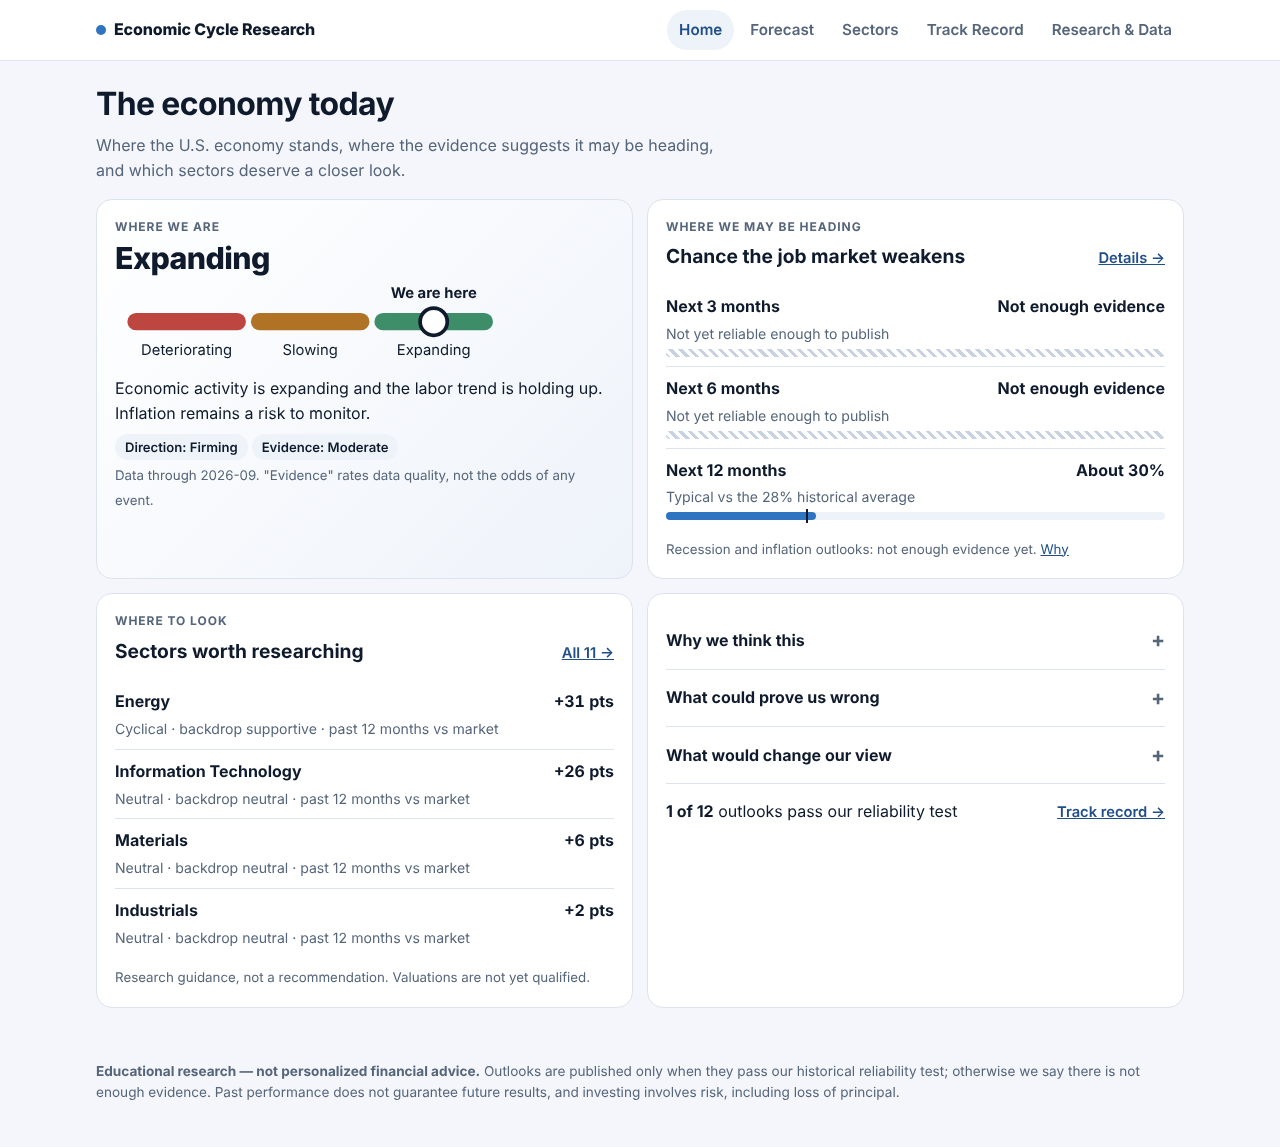 Economic Cycle Research
Home
Forecast
Sectors
Track Record
Research & Data
The economy today
Where the U.S. economy stands, where the evidence suggests it may be heading,
and which sectors deserve a closer look.
WHERE WE ARE
Expanding
We are here
Deteriorating
Slowing
Expanding
Economic activity is expanding and the labor trend is holding up.
Inflation remains a risk to monitor.
Direction: Firming
Evidence: Moderate
Data through 2026-09. "Evidence" rates data quality, not the odds of any
event.
WHERE WE MAY BE HEADING
Chance the job market weakens
Details →
Next 3 months
Not enough evidence
Not yet reliable enough to publish
Next 6 months
Not enough evidence
Not yet reliable enough to publish
Next 12 months
About 30%
Typical vs the 28% historical average
Recession and inflation outlooks: not enough evidence yet. Why
WHERE TO LOOK
Sectors worth researching
All 11 →
Energy
+31 pts
Cyclical · backdrop supportive · past 12 months vs market
Information Technology
+26 pts
Neutral · backdrop neutral · past 12 months vs market
Materials
+6 pts
Neutral · backdrop neutral · past 12 months vs market
Industrials
+2 pts
Neutral · backdrop neutral · past 12 months vs market
Research guidance, not a recommendation. Valuations are not yet qualified.
Why we think this
+
What could prove us wrong
+
What would change our view
+
1 of 12 outlooks pass our reliability test
Track record →
Educational research — not personalized financial advice. Outlooks are published only when they pass our historical reliability test; otherwise we say there is not
enough evidence. Past performance does not guarantee future results, and investing involves risk, including loss of principal.